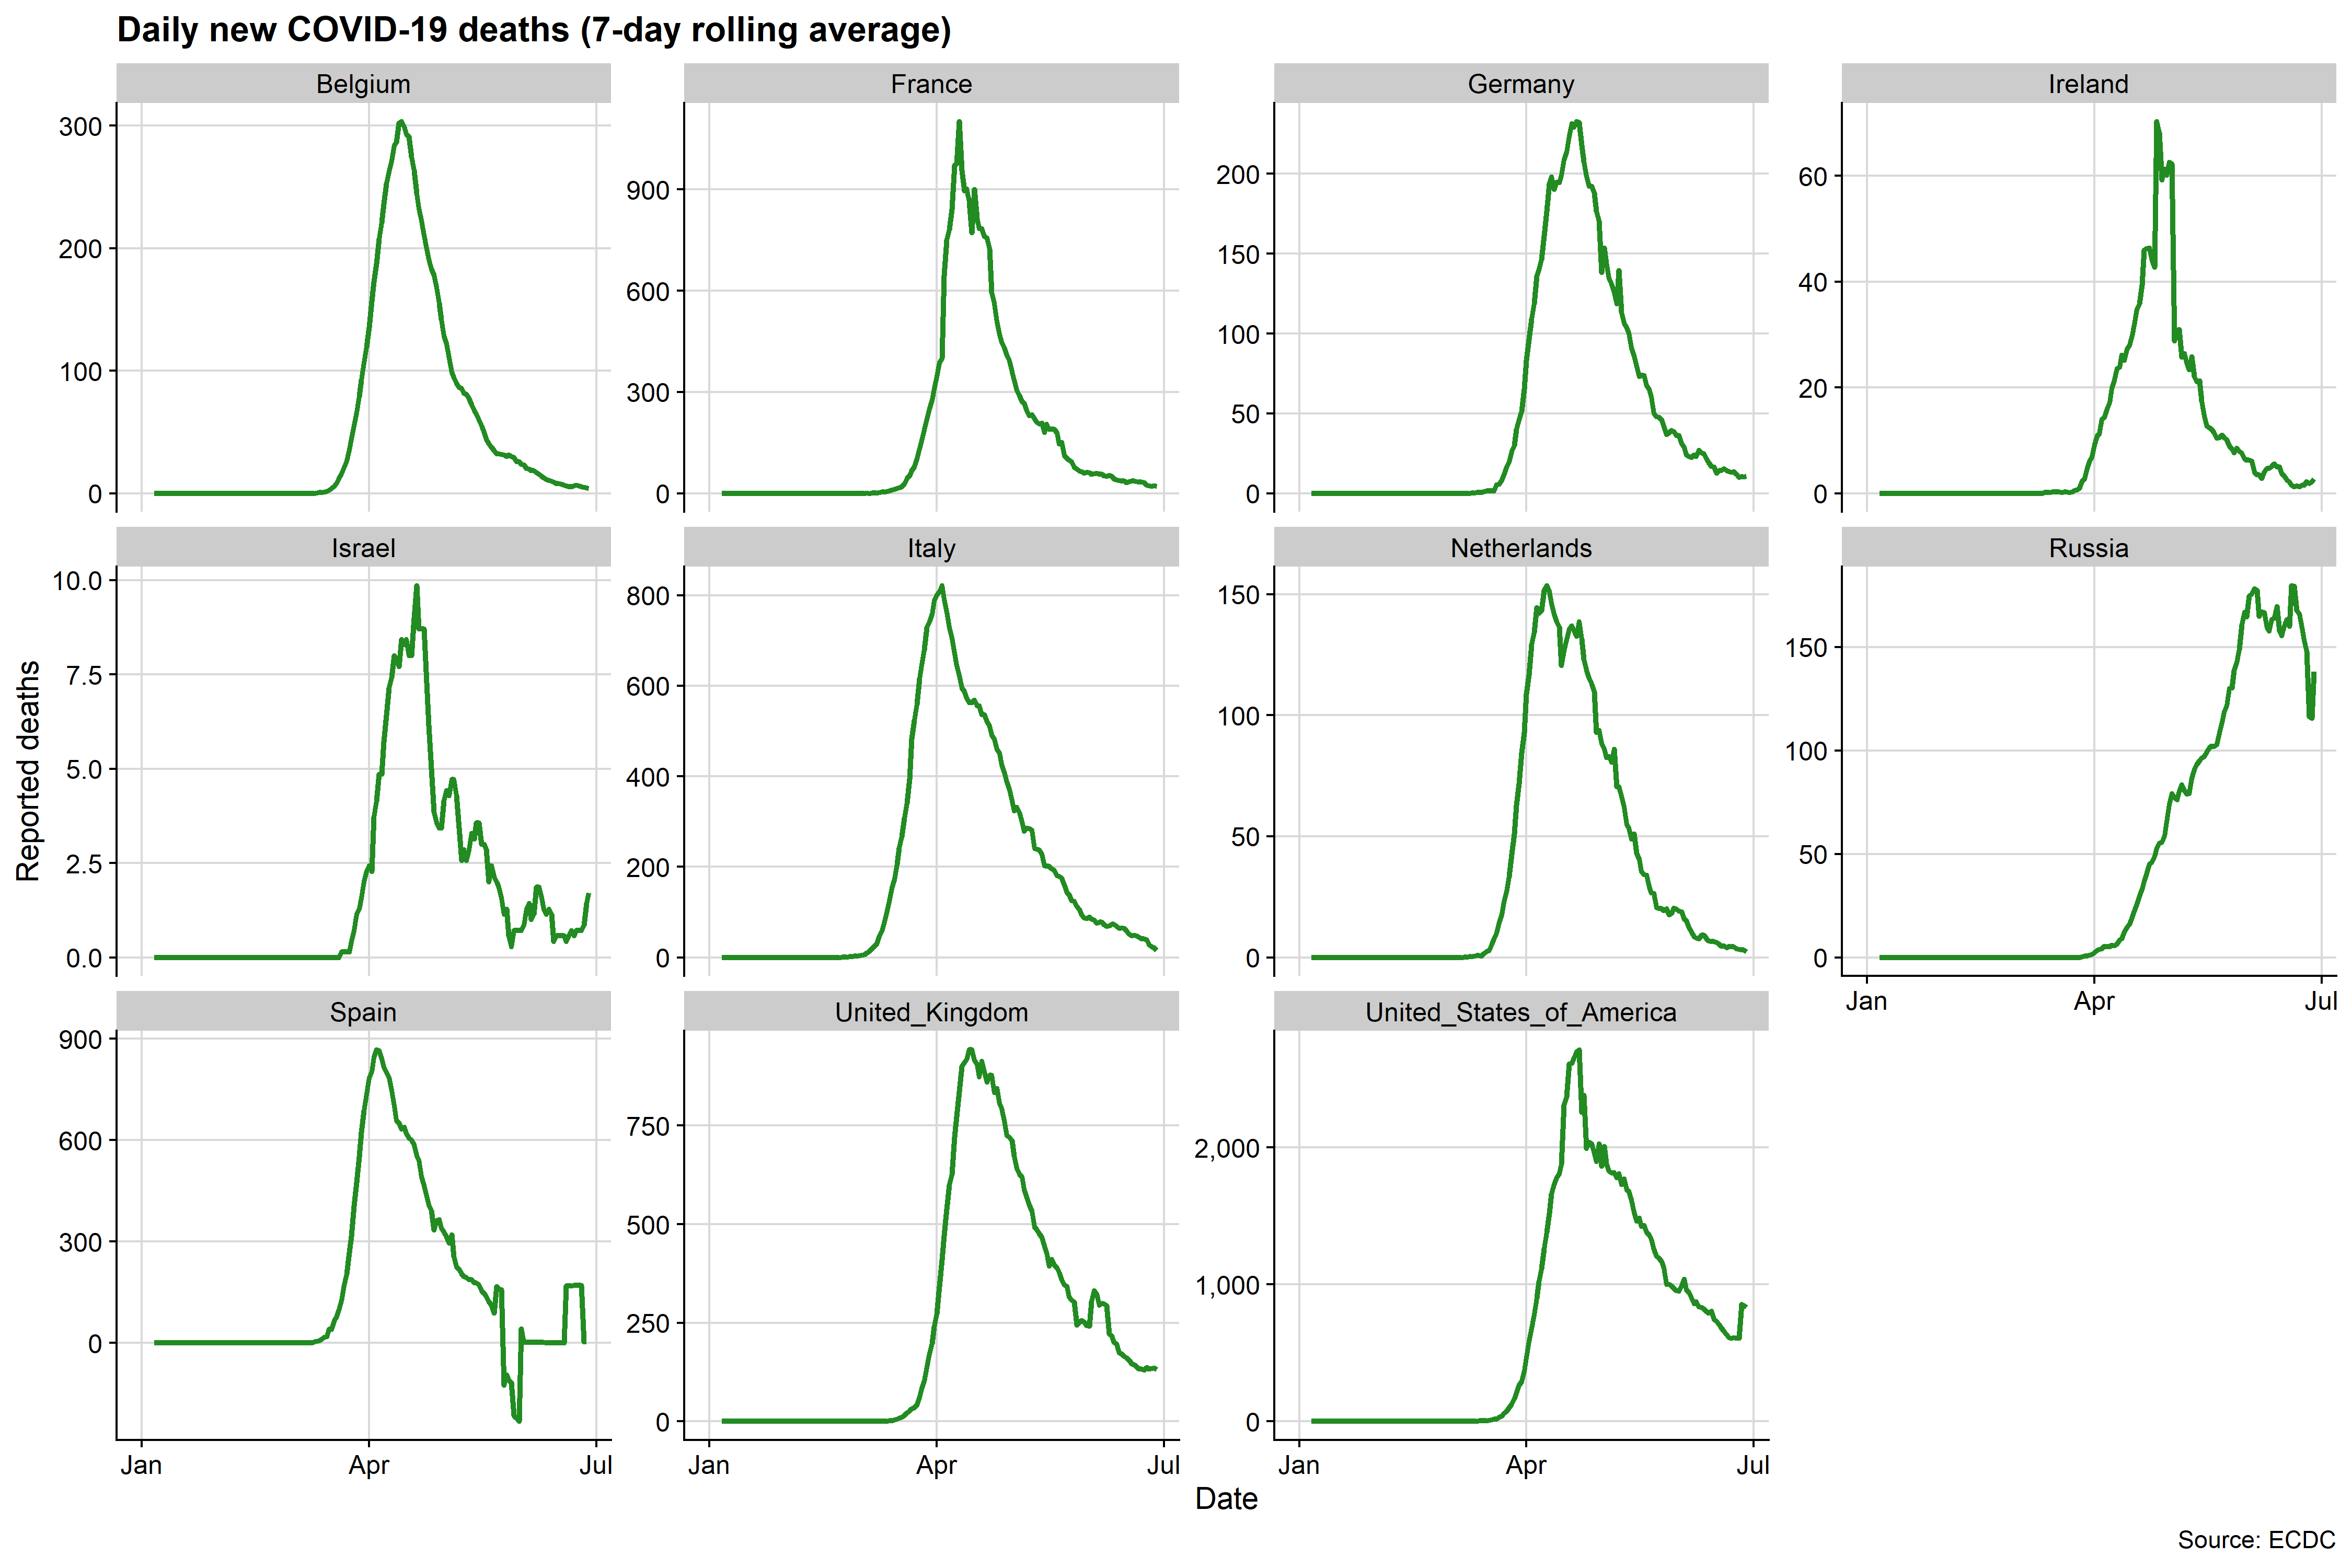 Daily new COVID-19 deaths (7-day rolling average)
Belgium
France
Germany
Ireland
300
200
100
0
900
600
300
0
200
150
100
50
0
60
40
20
0
Israel
Italy
Netherlands
Russia
10.0
7.5
5.0
2.5
0.0
800
600
400
200
0
150
100
50
0
150
100
50
0
Jan Apr Jul
Reported deaths
Spain
United_Kingdom
United_States_of_America
900
600
300
0
750
500
250
0
2,000
1,000
0
Jan Apr Jul
Jan Apr Jul
Jan Apr Jul
Date
Source: ECDC